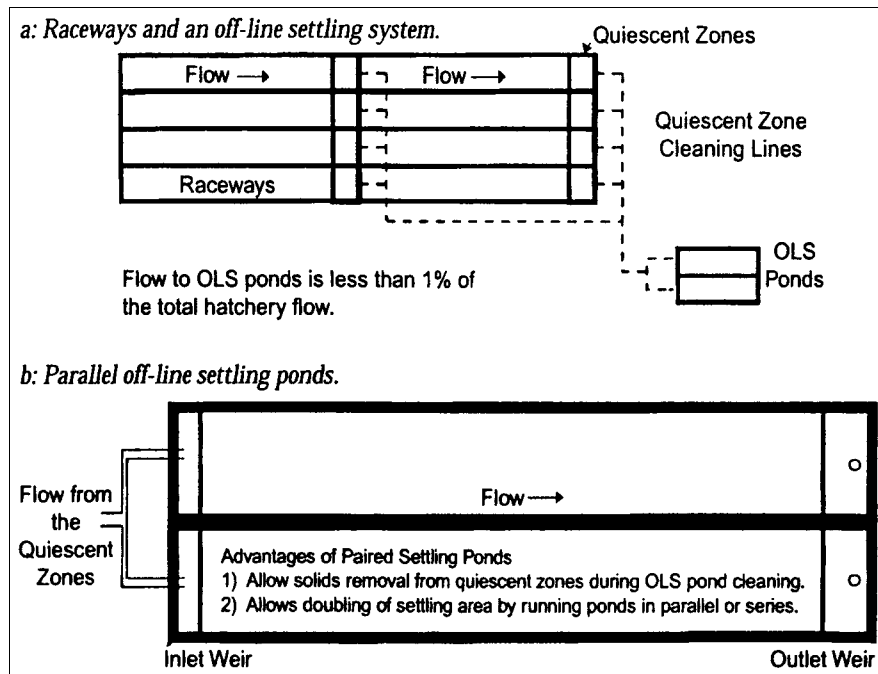 a: Raceways and an off-line settling system.
Quiescent Zones
Flow → Flow →
Quiescent Zone
Cleaning Lines
Raceways
OLS
Ponds
Flow to OLS ponds is less than 1% of
the total hatchery flow.
b: Parallel off-line settling ponds.
Flow from
the
Quiescent
Zones
Flow →
Advantages of Paired Settling Ponds
1) Allow solids removal from quiescent zones during OLS pond cleaning.
2) Allows doubling of settling area by running ponds in parallel or series.
Inlet Weir
Outlet Weir